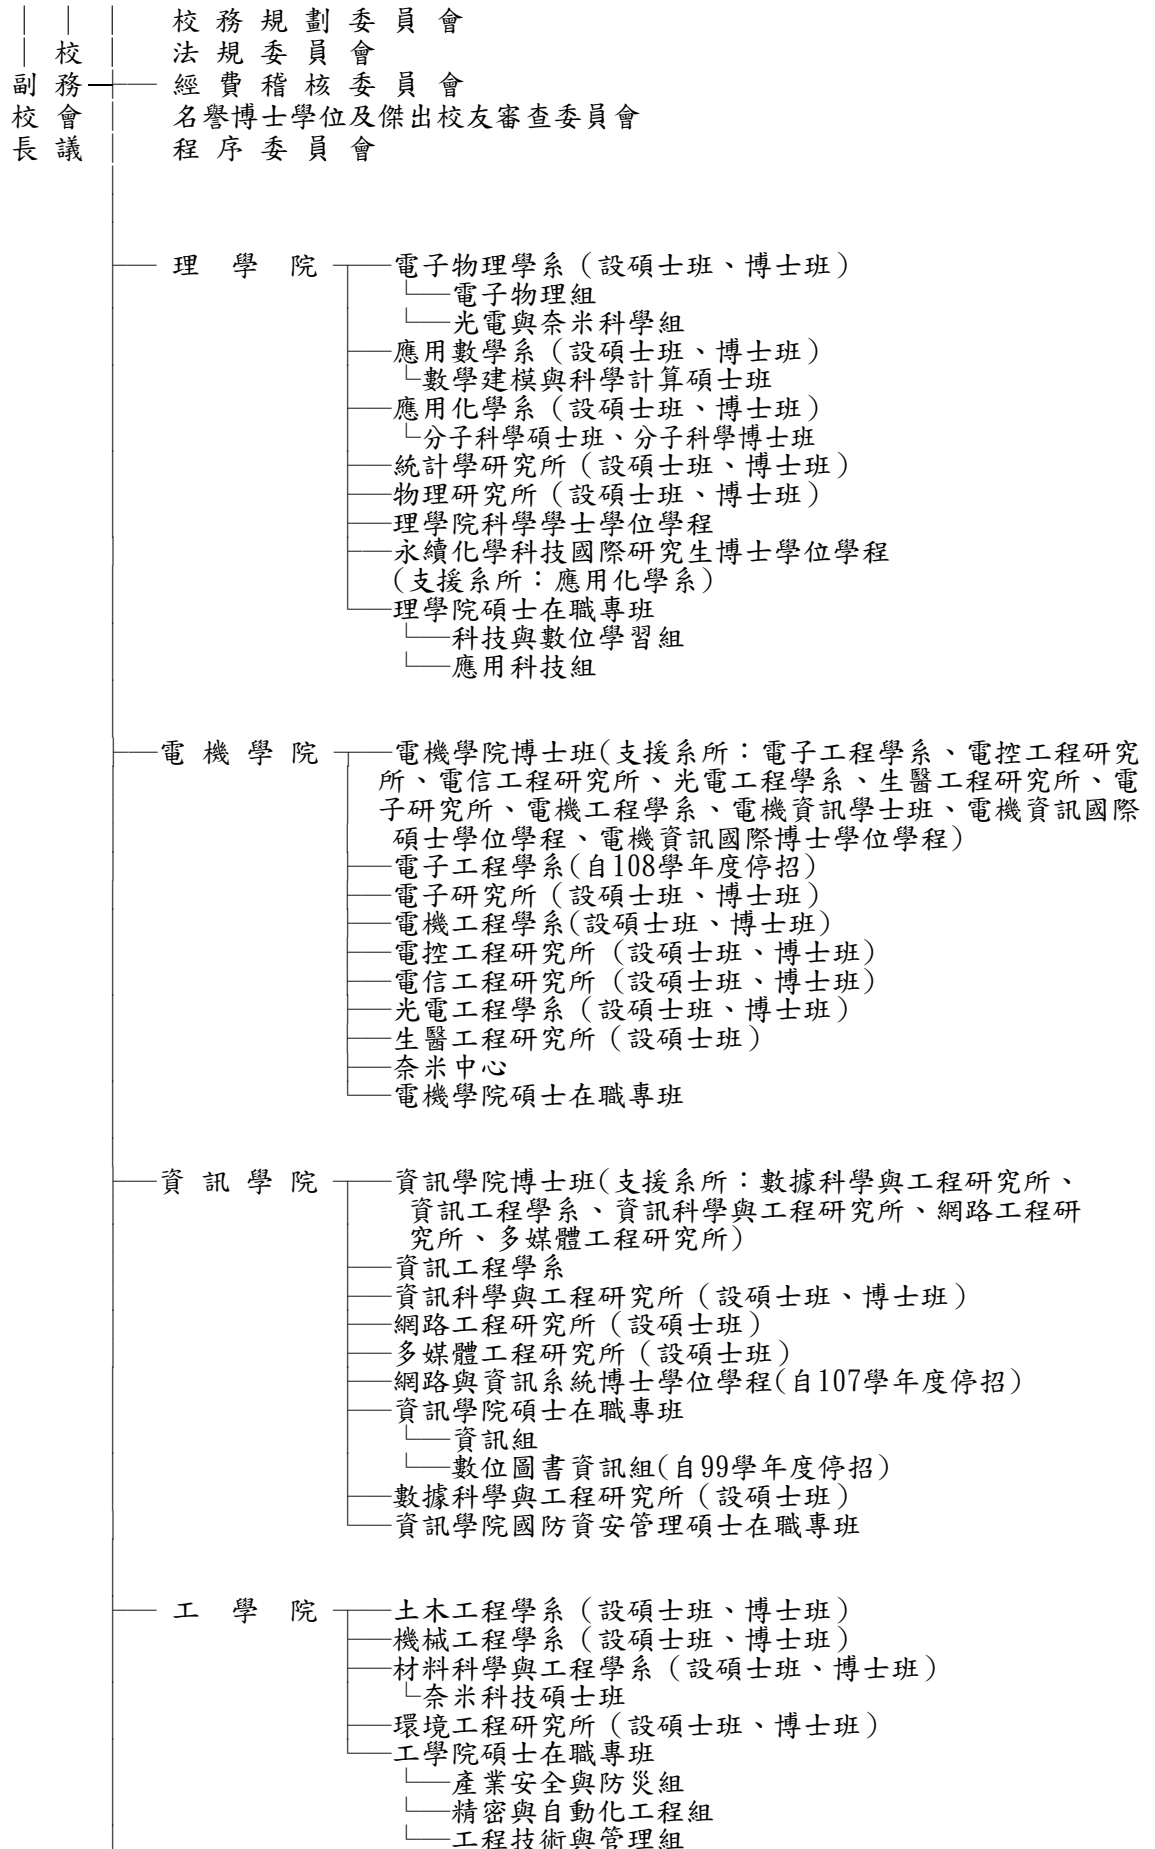 校務規劃委員會
法規委員會
經費稽核委員會
名譽博士學位及傑出校友審查委員會
程序委員會
副校長
校務會議
理學院
電子物理學系（設碩士班、博士班）
電子物理組
光電與奈米科學組
應用數學系（設碩士班、博士班）
數學建模與科學計算碩士班
應用化學系（設碩士班、博士班）
分子科學碩士班、分子科學博士班
統計學研究所（設碩士班、博士班）
物理研究所（設碩士班、博士班）
理學院科學學士學位學程
永續化學科技國際研究生博士學位學程
(支援系所：應用化學系)
理學院碩士在職專班
科技與數位學習組
應用科技組
電機學院
電機學院博士班(支援系所：電子工程學系、電控工程研究
所、電信工程研究所、光電工程學系、生醫工程研究所、電
子研究所、電機工程學系、電機資訊學士班、電機資訊國際
碩士學位學程、電機資訊國際博士學位學程)
電子工程學系(自108學年度停招)
電子研究所（設碩士班、博士班)
電機工程學系(設碩士班、博士班)
電控工程研究所（設碩士班、博士班)
電信工程研究所（設碩士班、博士班)
光電工程學系（設碩士班、博士班）
生醫工程研究所（設碩士班）
奈米中心
電機學院碩士在職專班
資訊學院
資訊學院博士班(支援系所：數據科學與工程研究所、
資訊工程學系、資訊科學與工程研究所、網路工程研
究所、多媒體工程研究所)
資訊工程學系
資訊科學與工程研究所（設碩士班、博士班）
網路工程研究所（設碩士班）
多媒體工程研究所（設碩士班）
網路與資訊系統博士學位學程(自107學年度停招)
資訊學院碩士在職專班
資訊組
數位圖書資訊組(自99學年度停招)
數據科學與工程研究所（設碩士班）
資訊學院國防資安管理碩士在職專班
工學院
土木工程學系（設碩士班、博士班）
機械工程學系（設碩士班、博士班）
材料科學與工程學系（設碩士班、博士班）
奈米科技碩士班
環境工程研究所（設碩士班、博士班）
工學院碩士在職專班
產業安全與防災組
精密與自動化工程組
工程技術與管理組